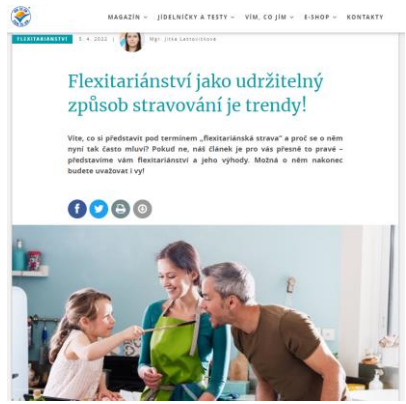 MAGAZÍN
JÍDELNÍČKY A TESTY
VÍM, CO JÍM
E-SHOP
KONTAKTY
FLEXITARIÁNSTVÍ 5. 4. 2022 | Mgr. Jitka
Flexitariánství jako udržitelný
způsob stravování je trendy!
Víte, co si představit pod termínem „flexitariánská strava“ a proč se o něm
nyní tak často mluví? Pokud ne, náš článek je pro vás přesně to pravé –
představíme vám flexitariánství a jeho výhody. Možná o něm nakonec
budete uvažovat i vy!